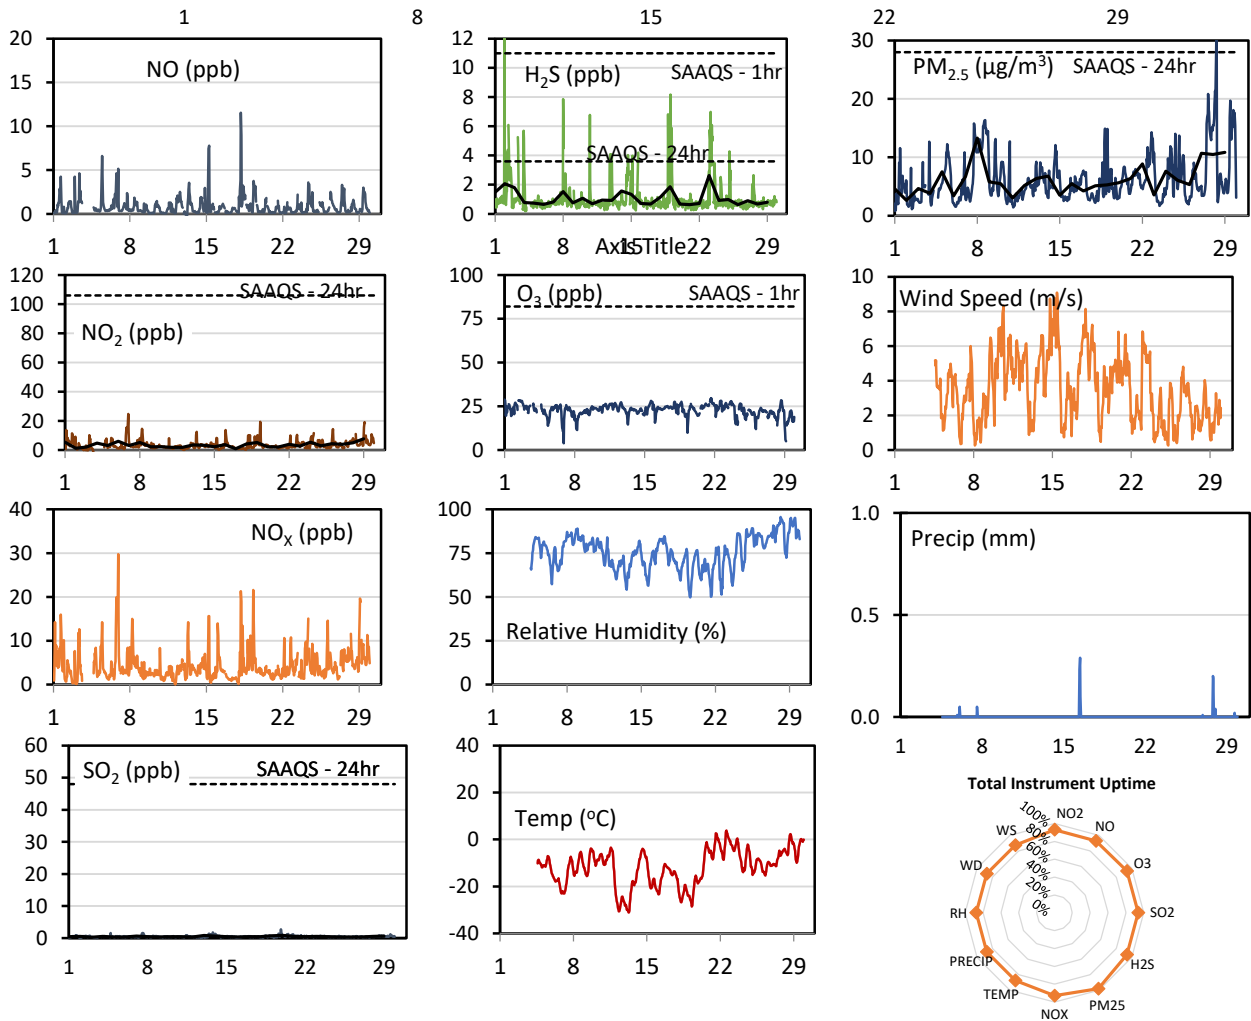 1 8 15 22 29
20
15
10
5
0
NO (ppb)
1 8 15 22 29
12
10
8
6
4
2
0
H₂S (ppb)
SAAQS - 1hr
SAAQS - 24hr
1 8 15 22 29
Axis Title
30
20
10
0
PM₂.₅ (µg/m³)
SAAQS - 24hr
1 8 15 22 29
120
100
80
60
40
20
0
SAAQS - 24hr
NO₂ (ppb)
1 8 15 22 29
100
75
50
25
0
O₃ (ppb)
SAAQS - 1hr
1 8 15 22 29
10
8
6
4
2
0
Wind Speed (m/s)
1 8 15 22 29
40
30
20
10
0
NOₓ (ppb)
1 8 15 22 29
100
75
50
25
0
Relative Humidity (%)
1 8 15 22 29
1.0
0.5
0.0
Precip (mm)
1 8 15 22 29
60
50
40
30
20
10
0
SO₂ (ppb)
SAAQS - 24hr
1 8 15 22 29
40
20
0
-20
-40
Temp (°C)
1 8 15 22 29
Total Instrument Uptime
100%
80%
60%
40%
20%
0%
NO2
NO
O3
SO2
H2S
PM25
NOX
TEMP
PRECIP
RH
WD
WS